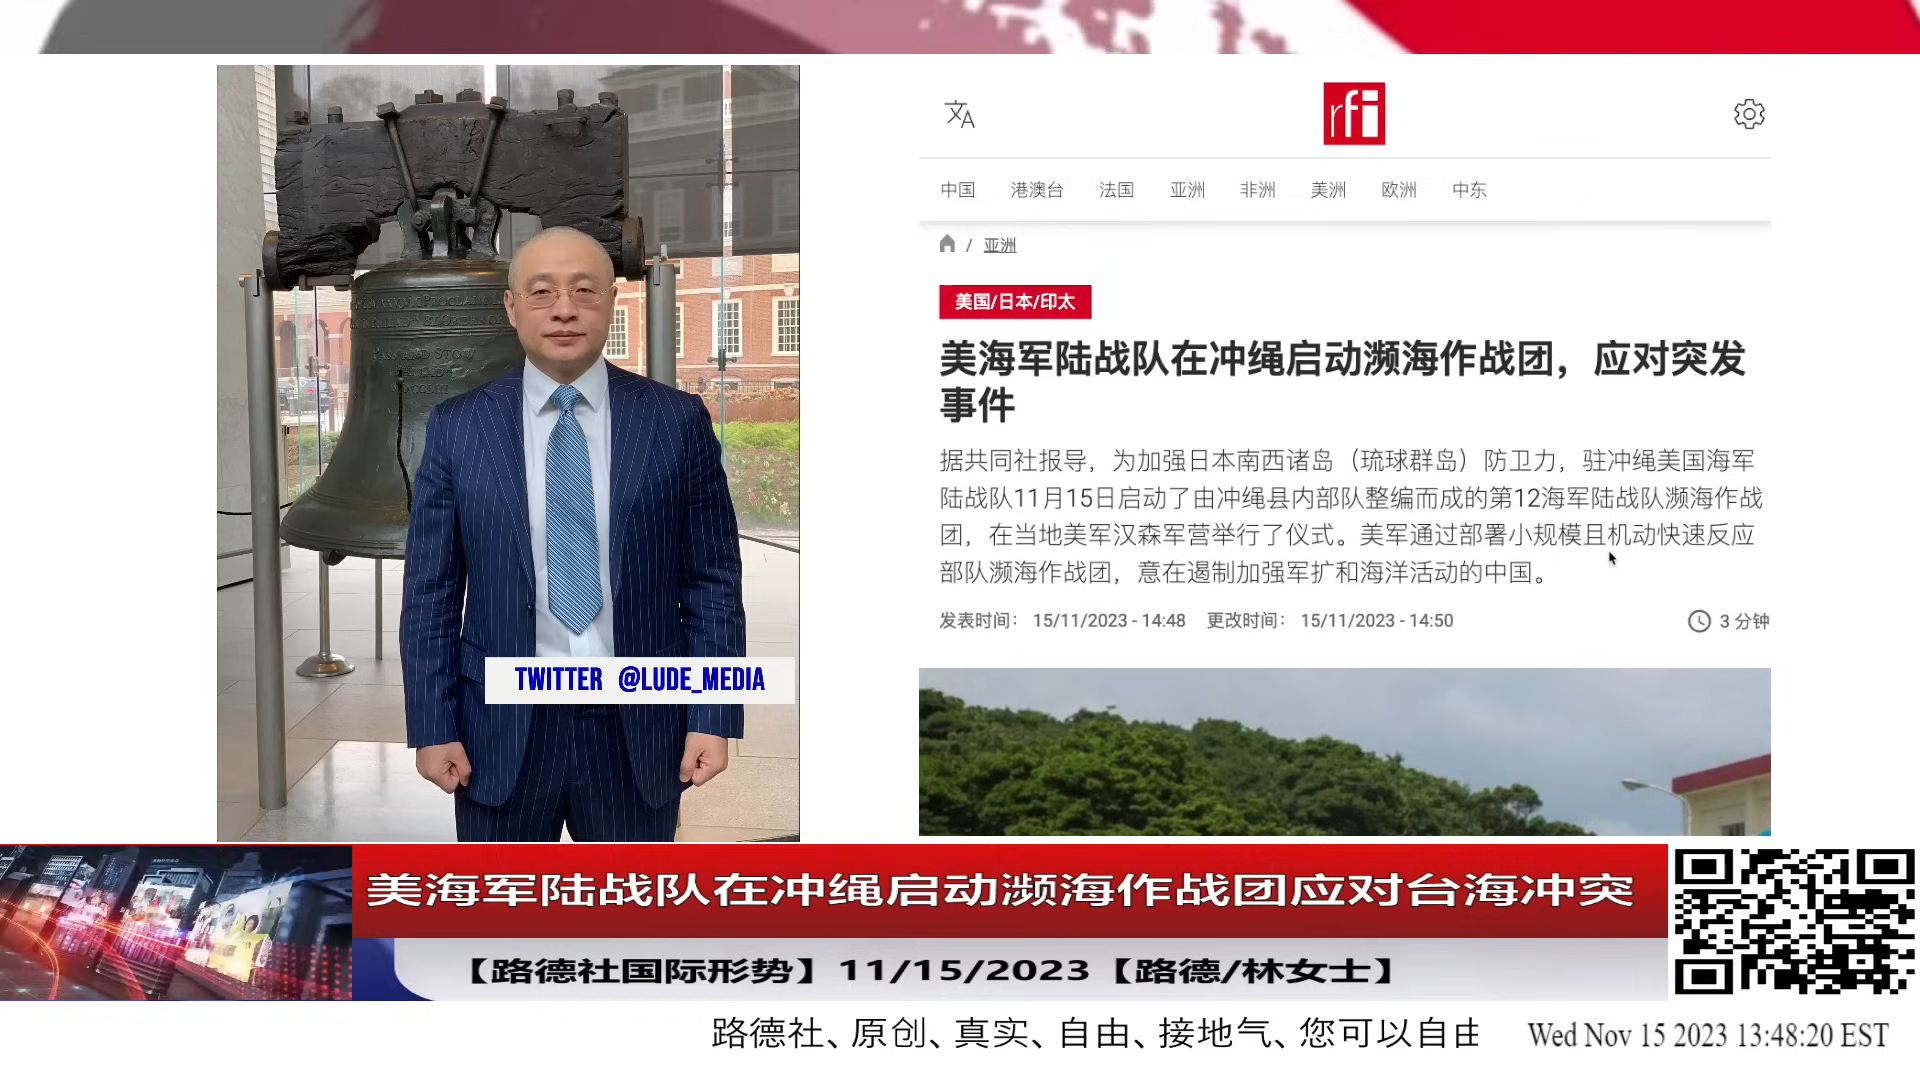 rfi
中国 港澳台 法国 亚洲 非洲 美洲 欧洲 中东
/ 亚洲
美国/日本/印太
美海军陆战队在冲绳启动濒海作战团，应对突发
事件
据共同社报导，为加强日本南西诸岛（琉球群岛）防卫力，驻冲绳美国海军
陆战队11月15日启动了由冲绳县内部队整编而成的第12海军陆战队濒海作战
团，在当地美军汉森军营举行了仪式。美军通过部署小规模且机动快速反应
部队濒海作战团，意在遏制加强军扩和海洋活动的中国。
发表时间： 15/11/2023 - 14:48 更改时间： 15/11/2023 - 14:50 3 分钟
PASS AND STOW
TWITTER @LUDE_MEDIA
美海军陆战队在冲绳启动濒海作战团应对台海冲突
【路德社国际形势】11/15/2023【路德/林女士】
路德社、原创、真实、自由、接地气、您可以自由
Wed Nov 15 2023 13:48:20 EST